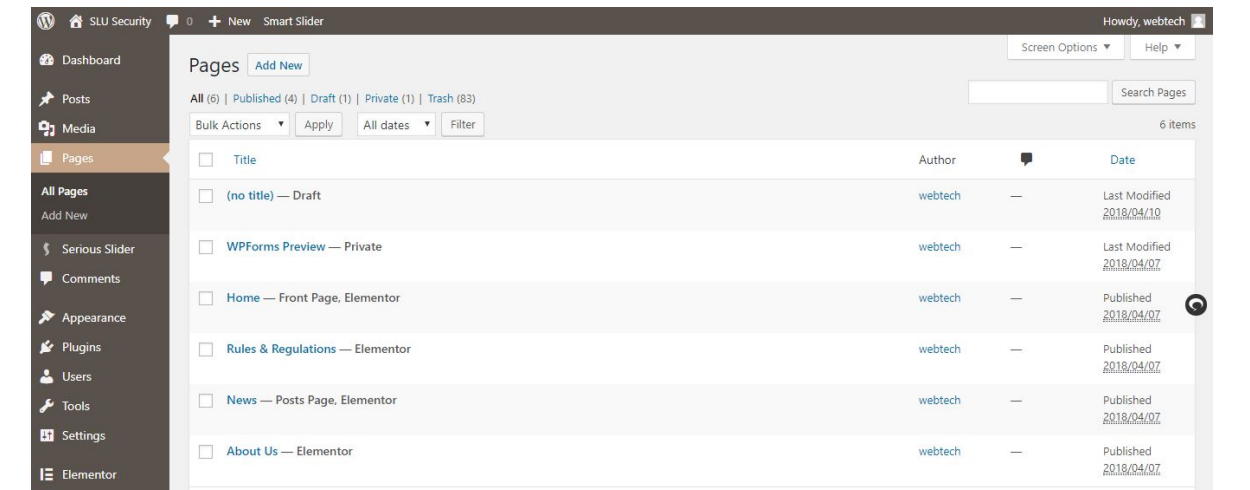 SLU Security 0 + New Smart Slider Howdy, webtech
Screen Options ▼ Help ▼
Dashboard
Posts
Media
Pages
All Pages
Add New
Serious Slider
Comments
Appearance
Plugins
Users
Tools
Settings
Elementor
Pages Add New
All (6) | Published (4) | Draft (1) | Private (1) | Trash (83)
Search Pages
Bulk Actions ▼ Apply All dates ▼ Filter
6 items
Title Author Date
(no title) — Draft webtech — Last Modified
2018/04/10
WPForms Preview — Private webtech — Last Modified
2018/04/07
Home — Front Page, Elementor webtech — Published
2018/04/07
Rules & Regulations — Elementor webtech — Published
2018/04/07
News — Posts Page, Elementor webtech — Published
2018/04/07
About Us — Elementor webtech — Published
2018/04/07